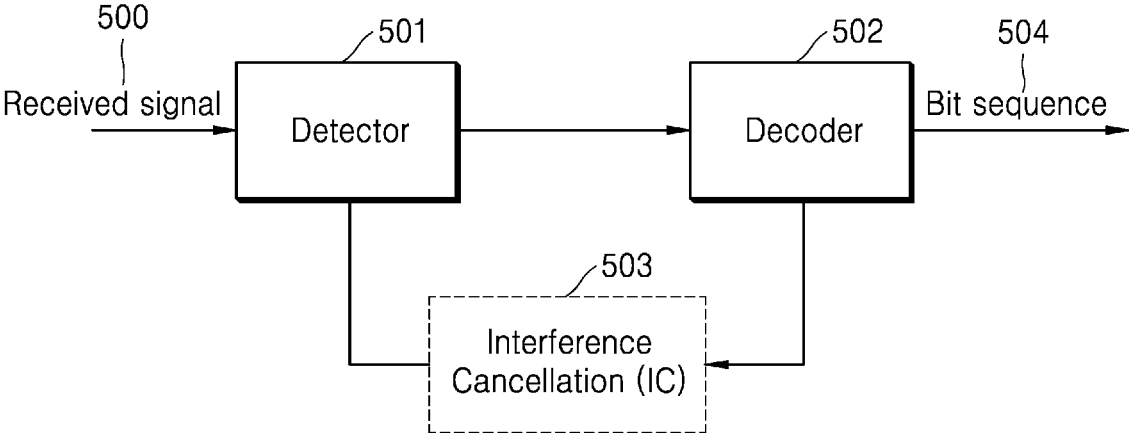 500
501
502
504
Received signal
Detector
Decoder
Bit sequence
503
Interference
Cancellation (IC)